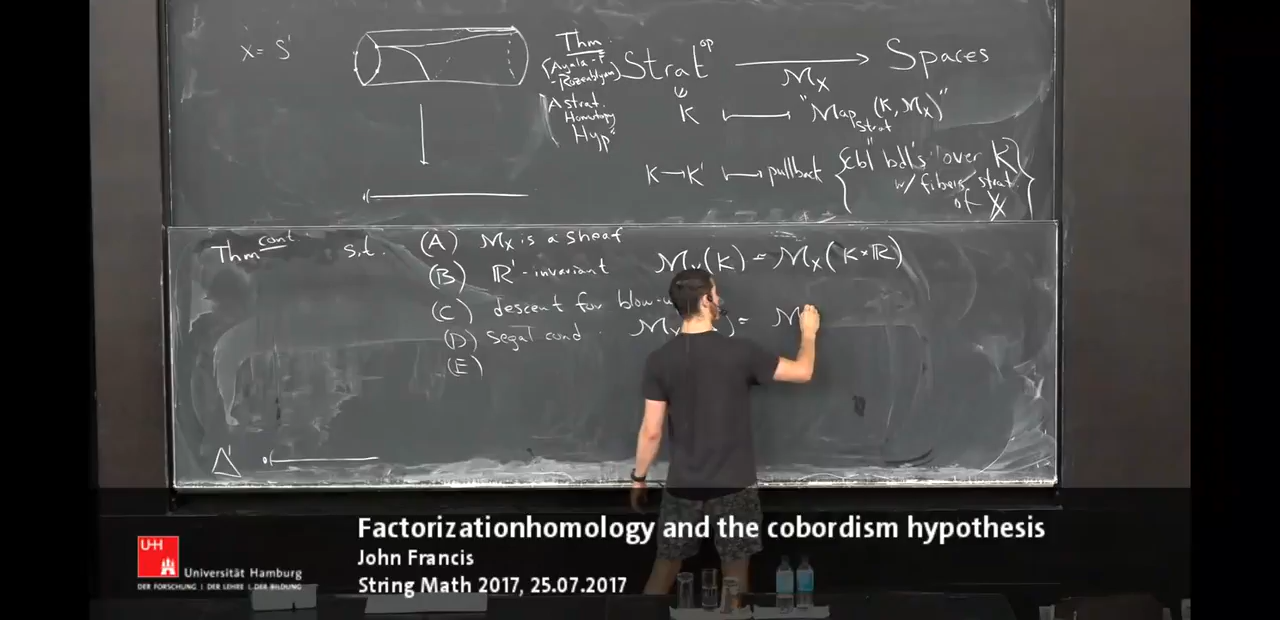 X = S¹
Thm
(Ayala-F-Rozenblyum)
A strat.
Homotopy
Hyp"
Strat^op → Spaces
M_X
K ↦ "Map_Strat (K, M_X)"
K → K' ↦ pullback { "cbl bdl's" over K
w/ fibers strat.
of X }
Thm cont. s.t. (A) M_X is a sheaf
(B) ℝ¹-invariant M_X(K) = M_X(K×ℝ)
(C) descent for blow-u
(D) Segal cond.
(E)
Δ¹
Factorizationhomology and the cobordism hypothesis
John Francis
String Math 2017, 25.07.2017
UH
Universität Hamburg
DER FORSCHUNG | DER LEHRE | DER BILDUNG